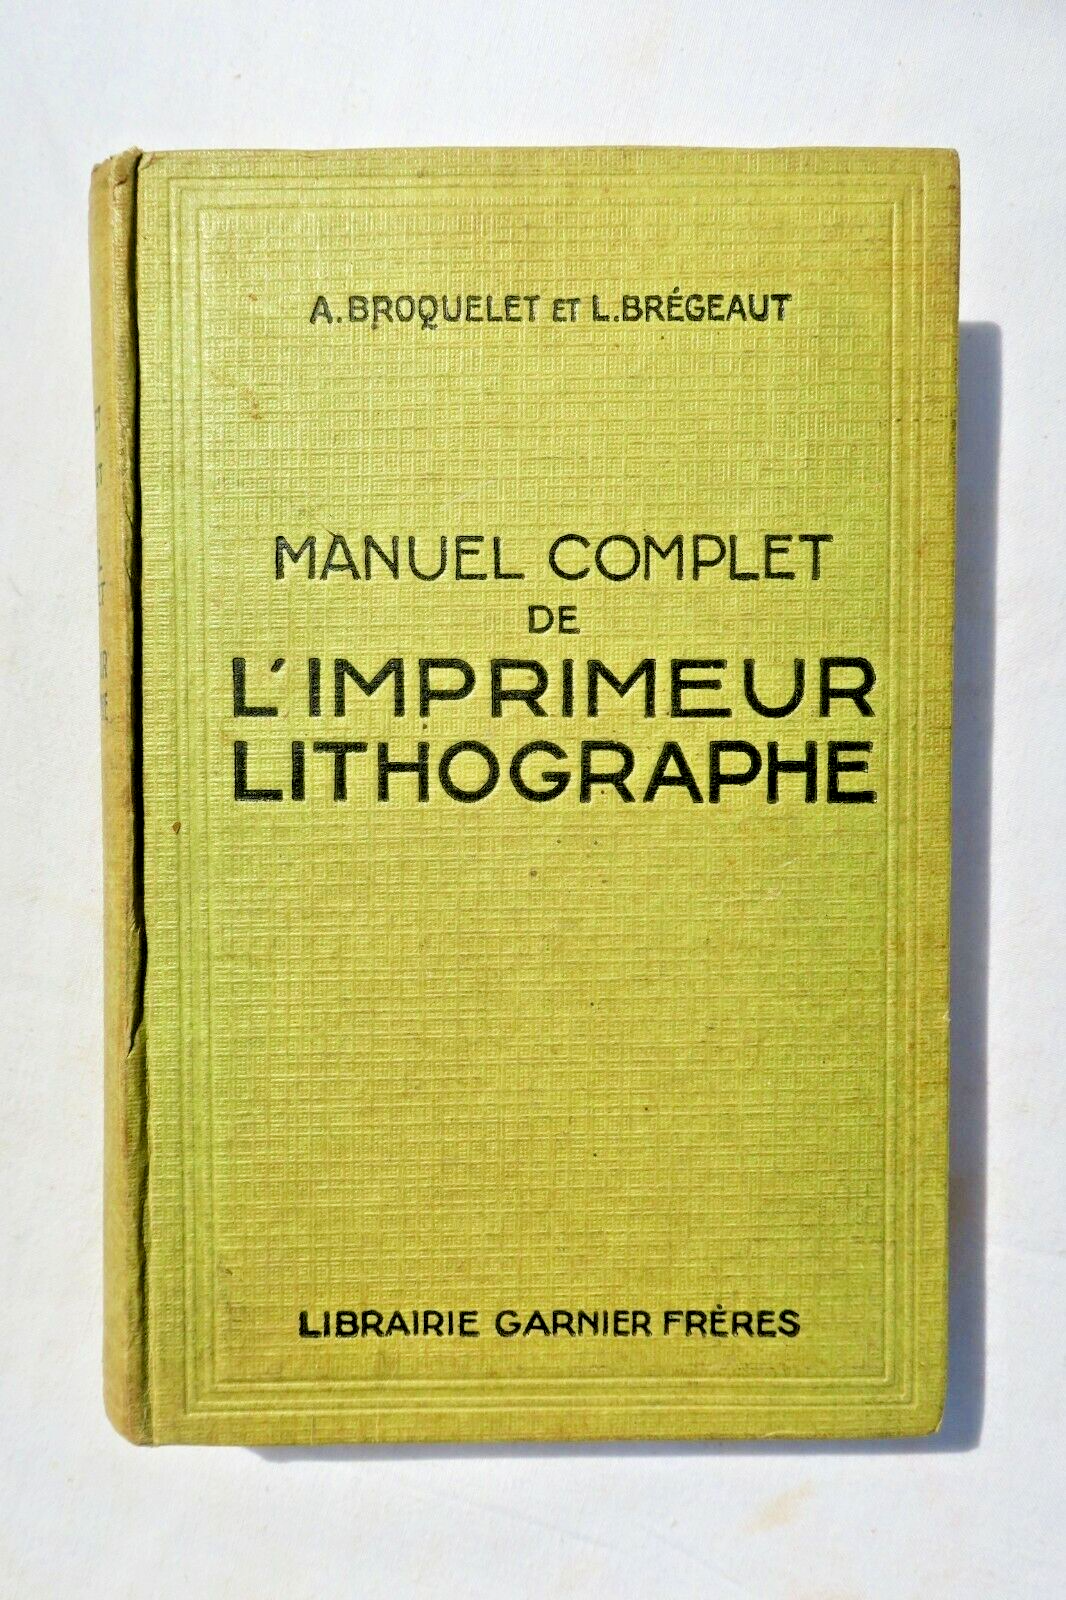 A. BROQUELET ET L. BRÉGEAUT
MANUEL COMPLET
DE
L'IMPRIMEUR
LITHOGRAPHE
LIBRAIRIE GARNIER FRÈRES